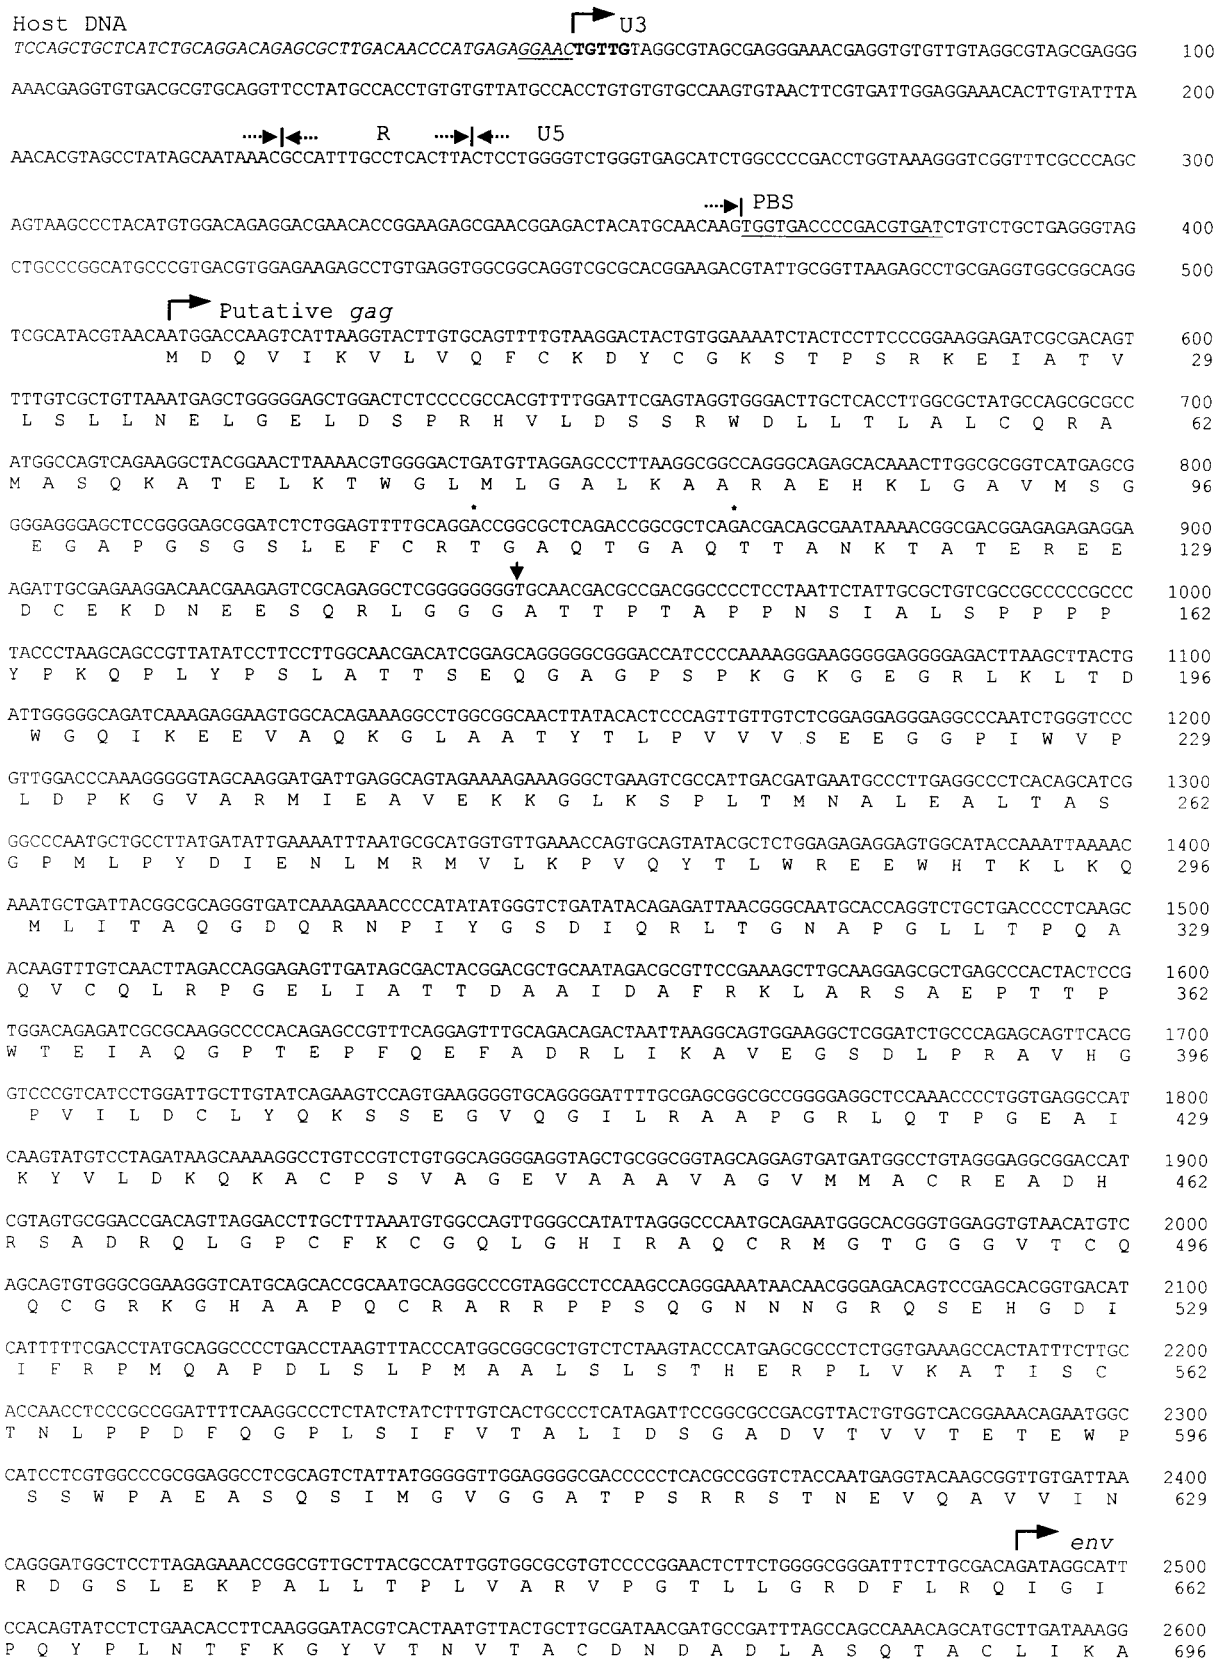 Host DNA
U3
TCCAGCTGCTCATCTGCAGGACAGAGCGCTTGACAACCCATGAGAGGAACTGTTGTAGGCGTAGCGAGGGAAACGAGGTGTGTTGTAGGCGTAGCGAGGG 100
AAACGAGGTGTGACGCGTGCAGGTTCCTATGCCACCTGTGTGTTATGCCACCTGTGTGTGCCAAGTGTAACTTCGTGATTGGAGGAAACACTTGTATTTA 200
R U5
AACACGTAGCCTATAGCAATAAACGCCATTTGCCTCACTTACTCCTGGGGTCTGGGTGAGCATCTGGCCCCGACCTGGTAAAGGGTCGGTTTCGCCCAGC 300
PBS
AGTAAGCCCTACATGTGGACAGAGGACGAACACCGGAAGAGCGAACGGAGACTACATGCAACAAGTGGTGACCCCGACGTGATCTGTCTGCTGAGGGTAG 400
CTGCCCGGCATGCCCGTGACGTGGAGAAGAGCCTGTGAGGTGGCGGCAGGTCGCGCACGGAAGACGTATTGCGGTTAAGAGCCTGCGAGGTGGCGGCAGG 500
Putative gag
TCGCATACGTAACAATGGACCAAGTCATTAAGGTACTTGTGCAGTTTTGTAAGGACTACTGTGGAAAATCTACTCCTTCCCGGAAGGAGATCGCGACAGT 600
M D Q V I K V L V Q F C K D Y C G K S T P S R K E I A T V 29
TTTGTCGCTGTTAAATGAGCTGGGGGAGCTGGACTCTCCCCGCCACGTTTTGGATTCGAGTAGGTGGGACTTGCTCACCTTGGCGCTATGCCAGCGCGCC 700
L S L L N E L G E L D S P R H V L D S S R W D L L T L A L C Q R A 62
ATGGCCAGTCAGAAGGCTACGGAACTTAAAACGTGGGGACTGATGTTAGGAGCCCTTAAGGCGGCCAGGGCAGAGCACAAACTTGGCGCGGTCATGAGCG 800
M A S Q K A T E L K T W G L M L G A L K A A R A E H K L G A V M S G 96
GGGAGGGAGCTCCGGGGAGCGGATCTCTGGAGTTTTGCAGGACCGGCGCTCAGACCGGCGCTCAGACGACAGCGAATAAAACGGCGACGGAGAGAGAGGA 900
E G A P G S G S L E F C R T G A Q T G A Q T T A N K T A T E R E E 129
AGATTGCGAGAAGGACAACGAAGAGTCGCAGAGGCTCGGGGGGGGTGCAACGACGCCGACGGCCCCTCCTAATTCTATTGCGCTGTCGCCGCCCCCGCCC 1000
D C E K D N E E S Q R L G G G A T T P T A P P N S I A L S P P P P 162
TACCCTAAGCAGCCGTTATATCCTTCCTTGGCAACGACATCGGAGCAGGGGGCGGGACCATCCCCAAAAGGGAAGGGGGAGGGGAGACTTAAGCTTACTG 1100
Y P K Q P L Y P S L A T T S E Q G A G P S P K G K G E G R L K L T D 196
ATTGGGGGCAGATCAAAGAGGAAGTGGCACAGAAAGGCCTGGCGGCAACTTATACACTCCCAGTTGTTGTCTCGGAGGAGGGAGGCCCAATCTGGGTCCC 1200
W G Q I K E E V A Q K G L A A T Y T L P V V V S E E G G P I W V P 229
GTTGGACCCAAAGGGGGTAGCAAGGATGATTGAGGCAGTAGAAAAGAAAGGGCTGAAGTCGCCATTGACGATGAATGCCCTTGAGGCCCTCACAGCATCG 1300
L D P K G V A R M I E A V E K K G L K S P L T M N A L E A L T A S 262
GGCCCAATGCTGCCTTATGATATTGAAAATTTAATGCGCATGGTGTTGAAACCAGTGCAGTATACGCTCTGGAGAGAGGAGTGGCATACCAAATTAAAAC 1400
G P M L P Y D I E N L M R M V L K P V Q Y T L W R E E W H T K L K Q 296
AAATGCTGATTACGGCGCAGGGTGATCAAAGAAACCCCATATATGGGTCTGATATACAGAGATTAACGGGCAATGCACCAGGTCTGCTGACCCCTCAAGC 1500
M L I T A Q G D Q R N P I Y G S D I Q R L T G N A P G L L T P Q A 329
ACAAGTTTGTCAACTTAGACCAGGAGAGTTGATAGCGACTACGGACGCTGCAATAGACGCGTTCCGAAAGCTTGCAAGGAGCGCTGAGCCCACTACTCCG 1600
Q V C Q L R P G E L I A T T D A A I D A F R K L A R S A E P T T P 362
TGGACAGAGATCGCGCAAGGCCCCACAGAGCCGTTTCAGGAGTTTGCAGACAGACTAATTAAGGCAGTGGAAGGCTCGGATCTGCCCAGAGCAGTTCACG 1700
W T E I A Q G P T E P F Q E F A D R L I K A V E G S D L P R A V H G 396
GTCCCGTCATCCTGGATTGCTTGTATCAGAAGTCCAGTGAAGGGGTGCAGGGGATTTTGCGAGCGGCGCCGGGGAGGCTCCAAACCCCTGGTGAGGCCAT 1800
P V I L D C L Y Q K S S E G V Q G I L R A A P G R L Q T P G E A I 429
CAAGTATGTCCTAGATAAGCAAAAGGCCTGTCCGTCTGTGGCAGGGGAGGTAGCTGCGGCGGTAGCAGGAGTGATGATGGCCTGTAGGGAGGCGGACCAT 1900
K Y V L D K Q K A C P S V A G E V A A A V A G V M M A C R E A D H 462
CGTAGTGCGGACCGACAGTTAGGACCTTGCTTTAAATGTGGCCAGTTGGGCCATATTAGGGCCCAATGCAGAATGGGCACGGGTGGAGGTGTAACATGTC 2000
R S A D R Q L G P C F K C G Q L G H I R A Q C R M G T G G G V T C Q 496
AGCAGTGTGGGCGGAAGGGTCATGCAGCACCGCAATGCAGGGCCCGTAGGCCTCCAAGCCAGGGAAATAACAACGGGAGACAGTCCGAGCACGGTGACAT 2100
Q C G R K G H A A P Q C R A R R P P S Q G N N N G R Q S E H G D I 529
CATTTTTCGACCTATGCAGGCCCCTGACCTAAGTTTACCCATGGCGGCGCTGTCTCTAAGTACCCATGAGCGCCCTCTGGTGAAAGCCACTATTTCTTGC 2200
I F R P M Q A P D L S L P M A A L S L S T H E R P L V K A T I S C 562
ACCAACCTCCCGCCGGATTTTCAAGGCCCTCTATCTATCTTTGTCACTGCCCTCATAGATTCCGGCGCCGACGTTACTGTGGTCACGGAAACAGAATGGC 2300
T N L P P D F Q G P L S I F V T A L I D S G A D V T V V T E T E W P 596
CATCCTCGTGGCCCGCGGAGGCCTCGCAGTCTATTATGGGGGTTGGAGGGGCGACCCCCTCACGCCGGTCTACCAATGAGGTACAAGCGGTTGTGATTAA 2400
S S W P A E A S Q S I M G V G G A T P S R R S T N E V Q A V V I N 629
env
CAGGGATGGCTCCTTAGAGAAACCGGCGTTGCTTACGCCATTGGTGGCGCGTGTCCCCGGAACTCTTCTGGGGCGGGATTTCTTGCGACAGATAGGCATT 2500
R D G S L E K P A L L T P L V A R V P G T L L G R D F L R Q I G I 662
CCACAGTATCCTCTGAACACCTTCAAGGGATACGTCACTAATGTTACTGCTTGCGATAACGATGCCGATTTAGCCAGCCAAACAGCATGCTTGATAAAGG 2600
P Q Y P L N T F K G Y V T N V T A C D N D A D L A S Q T A C L I K A 696